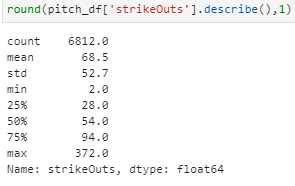 round(pitch_df['strikeOuts'].describe(),1)
count    6812.0
mean       68.5
std        52.7
min         2.0
25%        28.0
50%        54.0
75%        94.0
max       372.0
Name: strikeOuts, dtype: float64